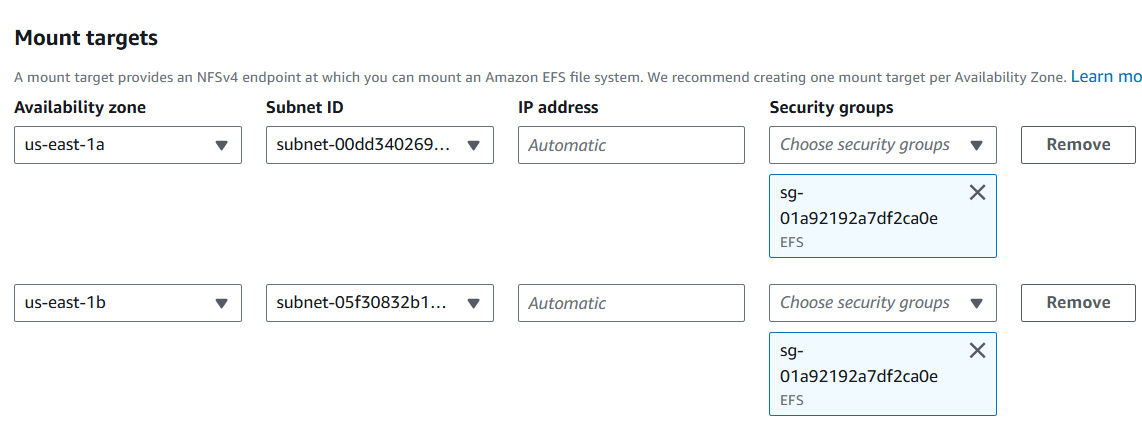 Mount targets
A mount target provides an NFSv4 endpoint at which you can mount an Amazon EFS file system. We recommend creating one mount target per Availability Zone. Learn mo
Availability zone Subnet ID IP address Security groups
us-east-1a subnet-00dd340269... Automatic Choose security groups Remove
sg-
01a92192a7df2ca0e
EFS
us-east-1b subnet-05f30832b1... Automatic Choose security groups Remove
sg-
01a92192a7df2ca0e
EFS